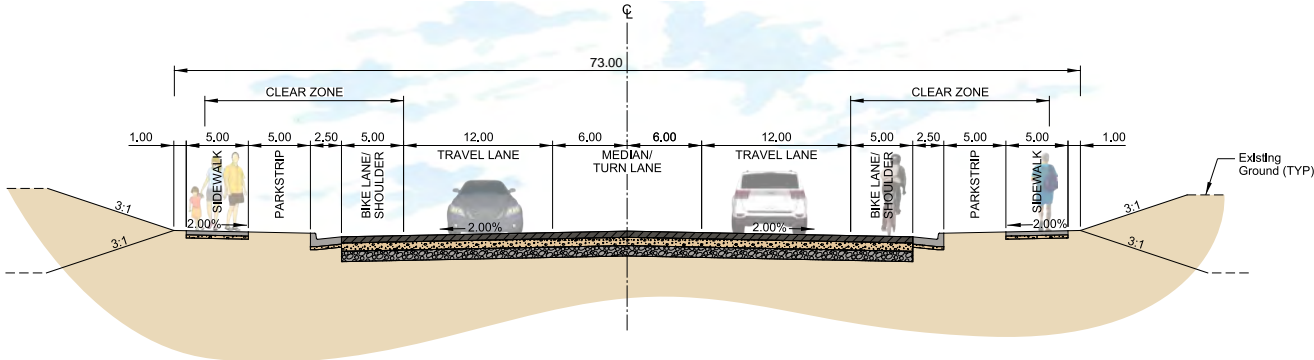 ℄
73.00
CLEAR ZONE
CLEAR ZONE
1.00 5.00 5.00 2.50 5.00 12.00 6.00 6.00 12.00 5.00 2.50 5.00 5.00 1.00
SIDEWALK
PARKSTRIP
BIKE LANE/
SHOULDER
TRAVEL LANE
MEDIAN/
TURN LANE
TRAVEL LANE
BIKE LANE/
SHOULDER
PARKSTRIP
SIDEWALK
Existing
Ground (TYP)
3:1
3:1
2.00%
2.00%
2.00%
2.00%
3:1
3:1